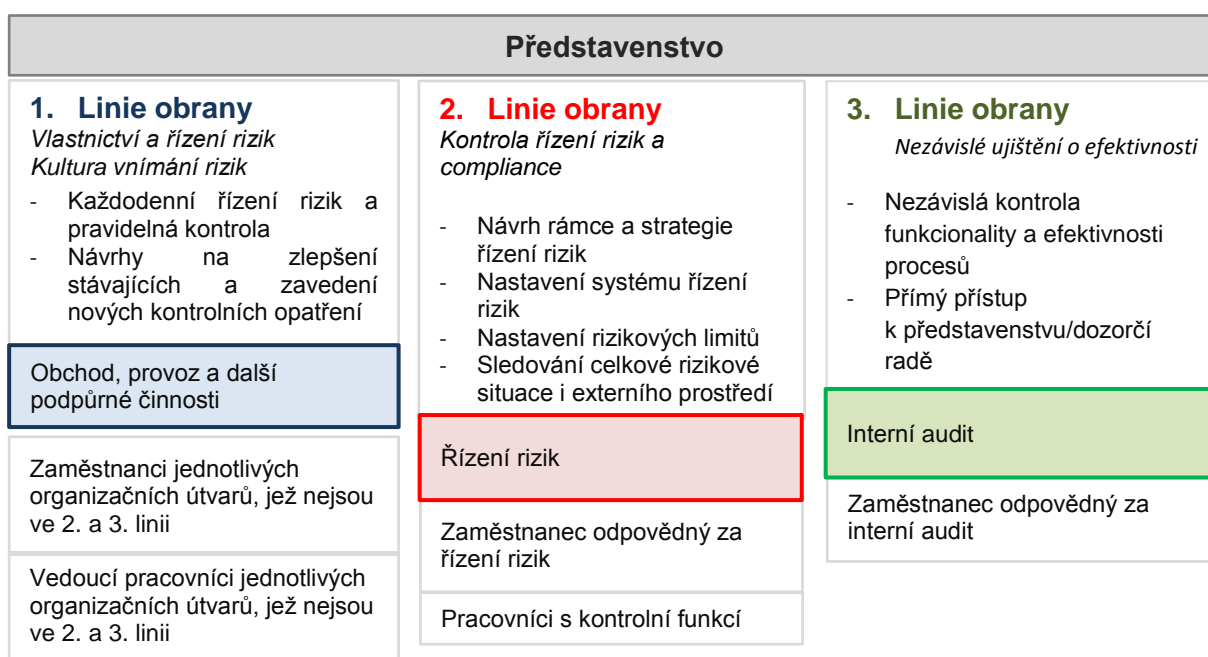 Představenstvo
1. Linie obrany
Vlastnictví a řízení rizik
Kultura vnímání rizik
- Každodenní řízení rizik a
pravidelná kontrola
- Návrhy na zlepšení
stávajících a zavedení
nových kontrolních opatření
Obchod, provoz a další
podpůrné činnosti
Zaměstnanci jednotlivých
organizačních útvarů, jež nejsou
ve 2. a 3. linii
Vedoucí pracovníci jednotlivých
organizačních útvarů, jež nejsou
ve 2. a 3. linii
2. Linie obrany
Kontrola řízení rizik a
compliance
- Návrh rámce a strategie
řízení rizik
- Nastavení systému řízení
rizik
- Nastavení rizikových limitů
- Sledování celkové rizikové
situace i externího prostředí
Řízení rizik
Zaměstnanec odpovědný za
řízení rizik
Pracovníci s kontrolní funkcí
3. Linie obrany
Nezávislé ujištění o efektivnosti
- Nezávislá kontrola
funkcionality a efektivnosti
procesů
- Přímý přístup
k představenstvu/dozorčí
radě
Interní audit
Zaměstnanec odpovědný za
interní audit